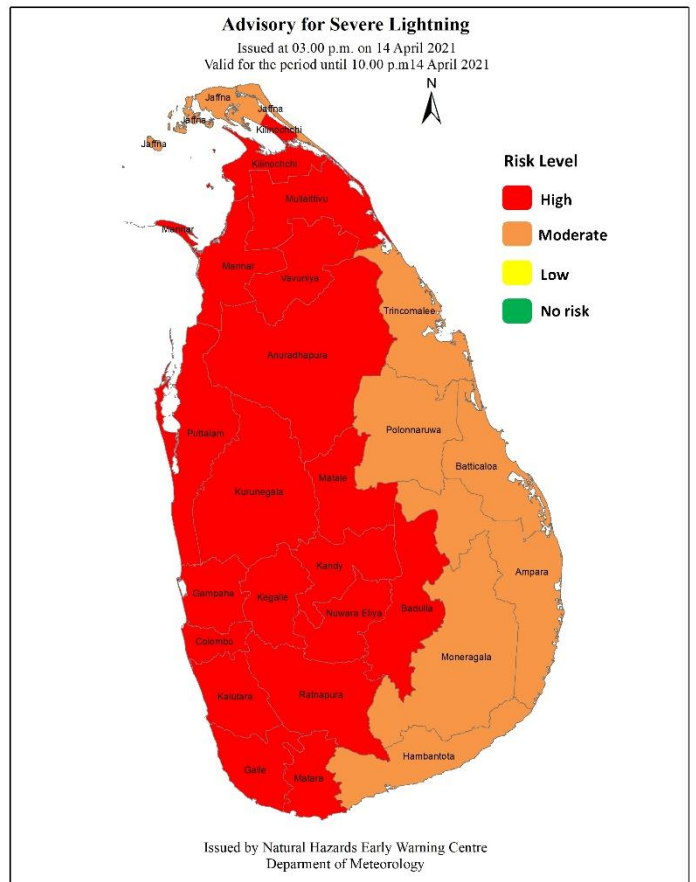 Advisory for Severe Lightning
Issued at 03.00 p.m. on 14 April 2021
Valid for the period until 10.00 p.m14 April 2021
N
Jaffna
Jaffna
Jaffna
Kilinochchi
Jaffna
Risk Level
Kilinochchi
High
Mullaittivu
Mannar
Moderate
Mannar
Vavuniya
Low
Trincomalee
No risk
Anuradhapura
Puttalam
Polonnaruwa
Batticaloa
Matale
Kurunegala
Kandy
Ampara
Gampaha
Kegalle
Nuwara Eliya
Badulla
Colombo
Moneragala
Kalutara
Ratnapura
Hambantota
Galle
Matara
Issued by Natural Hazards Early Warning Centre
Deparment of Meteorology